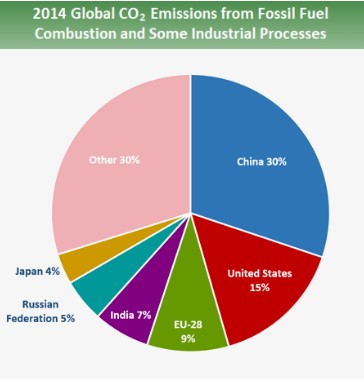 2014 Global CO₂ Emissions from Fossil Fuel
Combustion and Some Industrial Processes
Other 30%
China 30%
Japan 4%
United States
15%
Russian
Federation 5%
India 7%
EU-28
9%